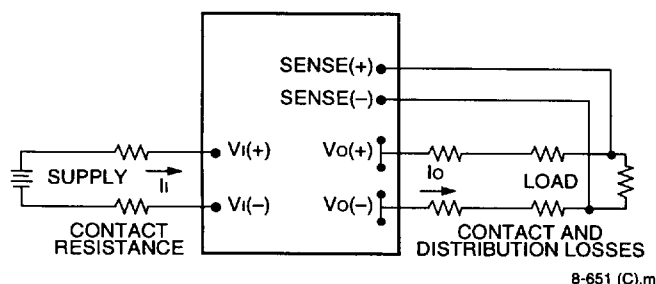 SENSE(+)
SENSE(–)
VI(+)
VO(+)
SUPPLY
II
IO
LOAD
VI(–)
VO(–)
CONTACT
RESISTANCE
CONTACT AND
DISTRIBUTION LOSSES
8-651 (C).m